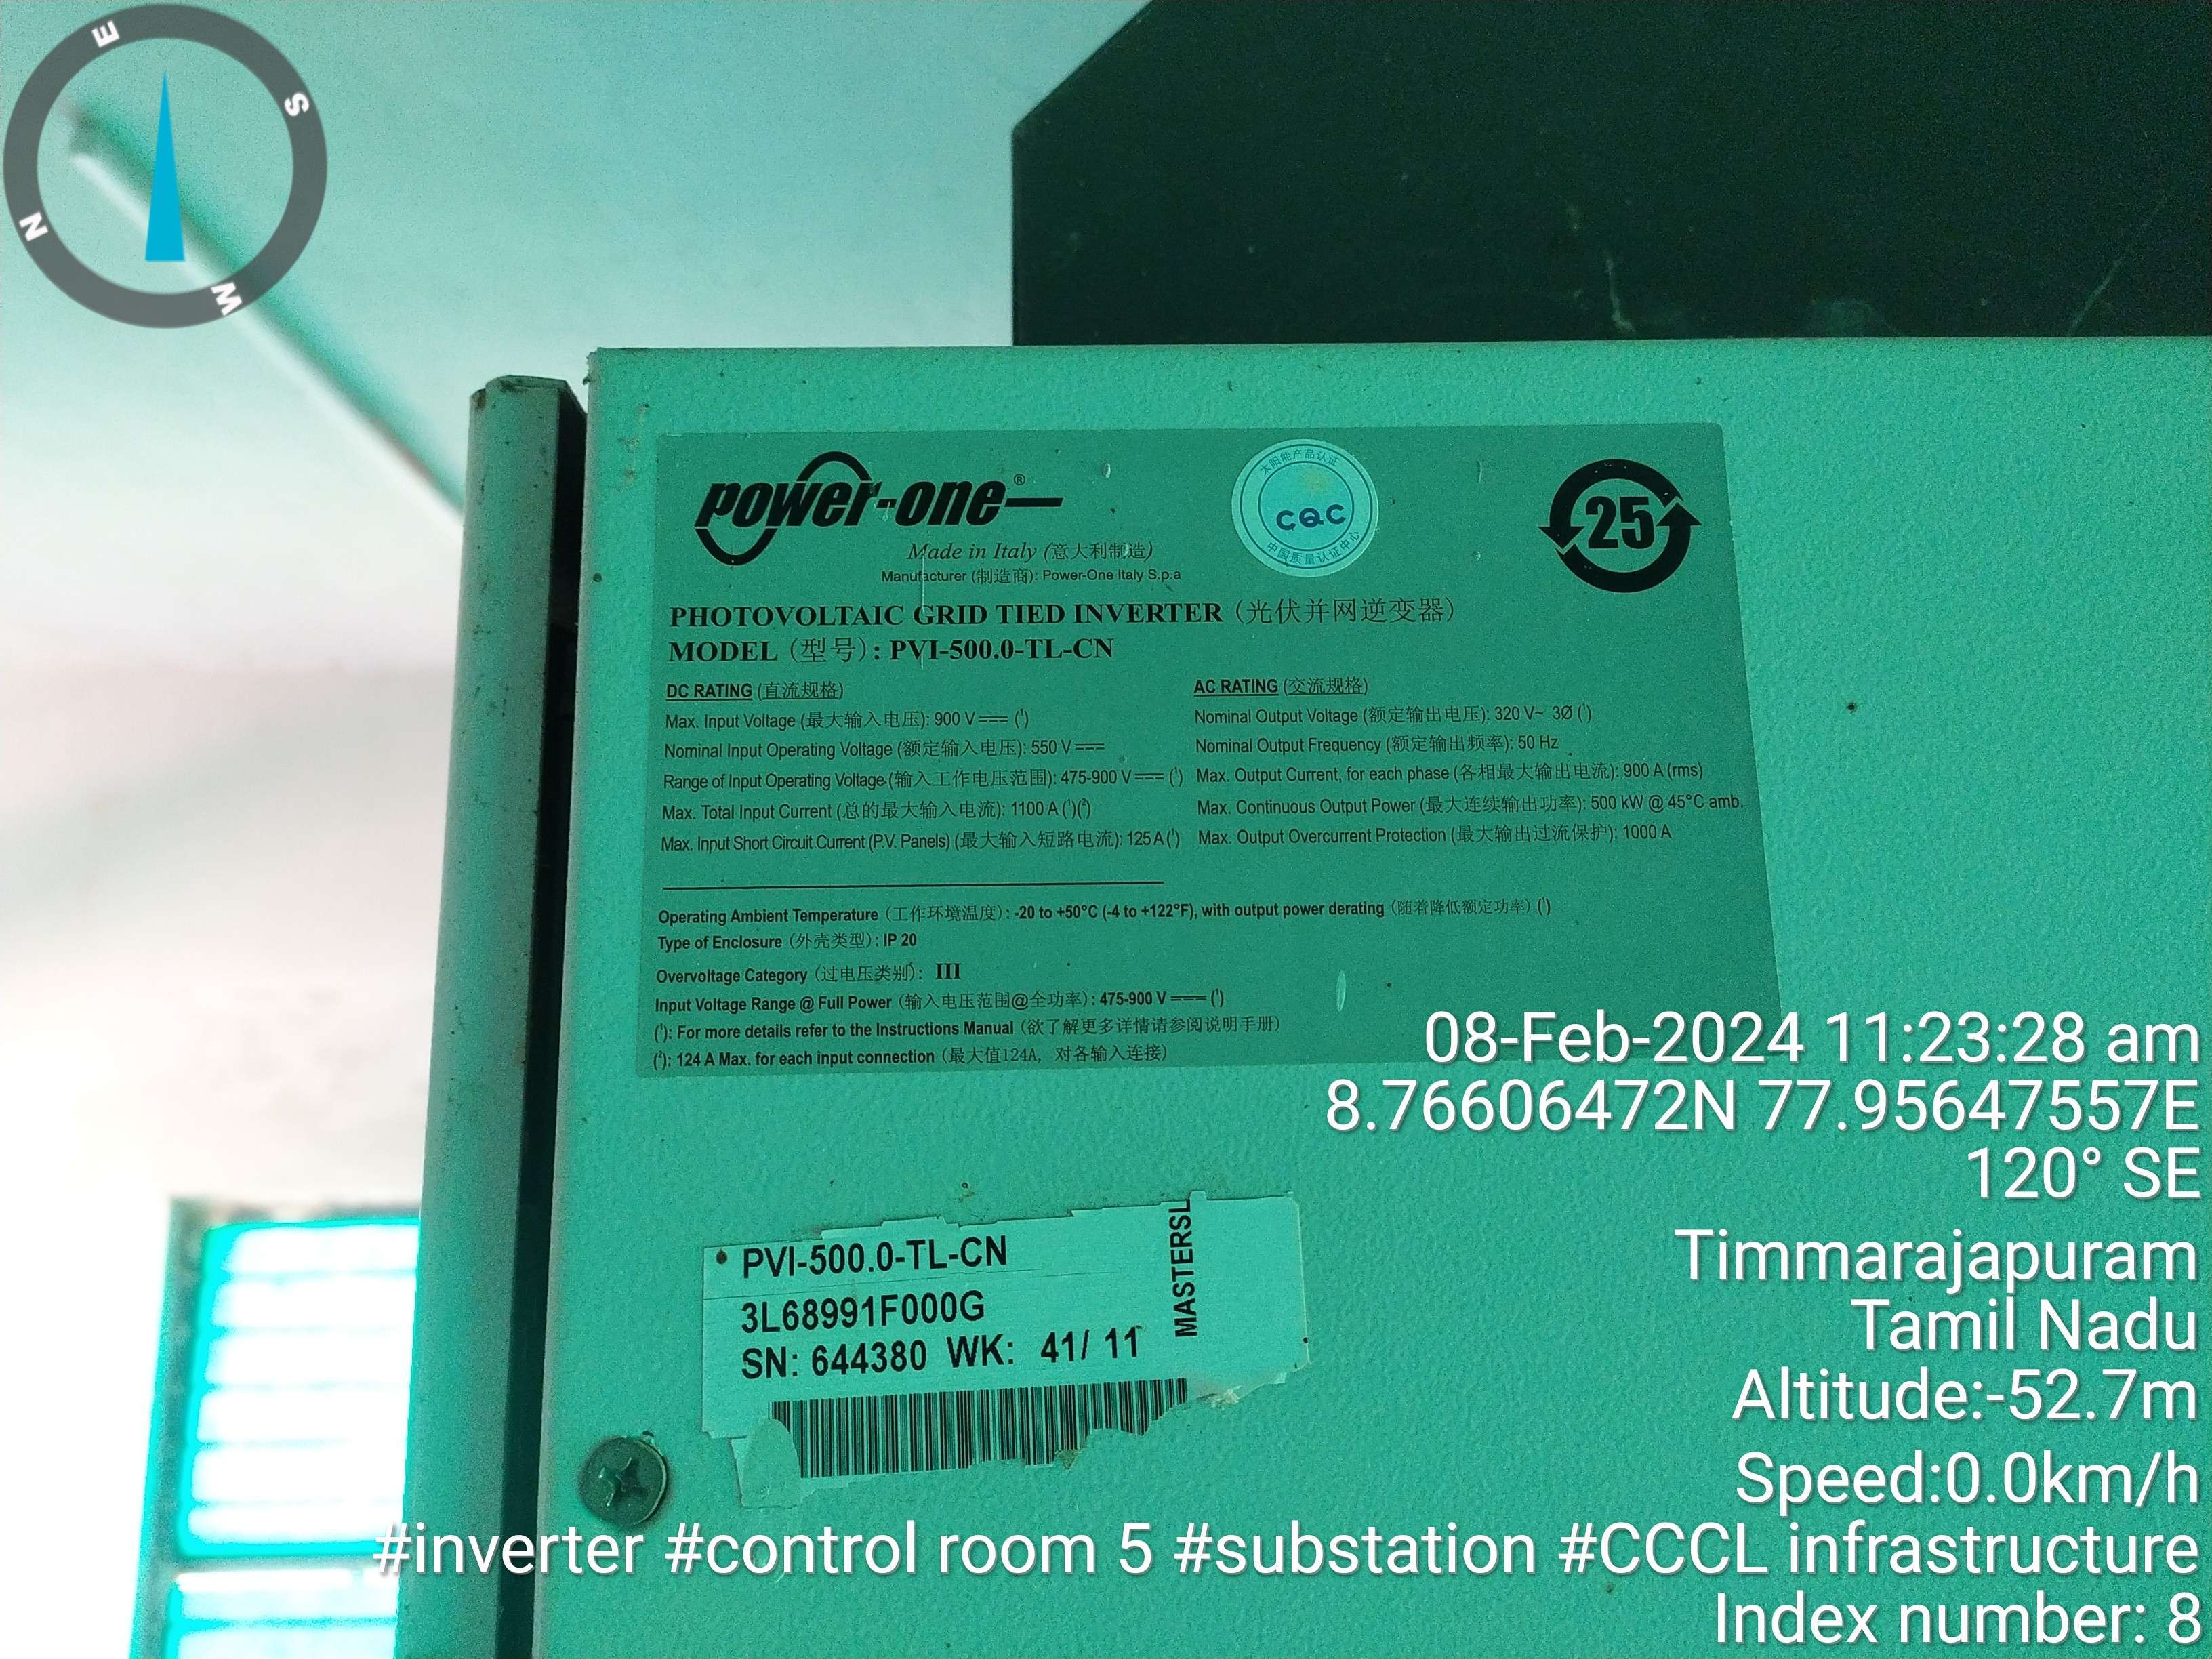 E
S
N
W
power-one®
Made in Italy (意大利制造)
Manufacturer (制造商): Power-One Italy S.p.a
太阳能产品认证
CQC
中国质量认证中心
25
PHOTOVOLTAIC GRID TIED INVERTER (光伏并网逆变器)
MODEL (型号): PVI-500.0-TL-CN
DC RATING (直流规格)
Max. Input Voltage (最大输入电压): 900 V ⎓ (¹)
Nominal Input Operating Voltage (额定输入电压): 550 V ⎓
Range of Input Operating Voltage (输入工作电压范围): 475-900 V ⎓ (¹)
Max. Total Input Current (总的最大输入电流): 1100 A (¹)(²)
Max. Input Short Circuit Current (P.V. Panels) (最大输入短路电流): 125 A (¹)
AC RATING (交流规格)
Nominal Output Voltage (额定输出电压): 320 V~ 3Ø (¹)
Nominal Output Frequency (额定输出频率): 50 Hz
Max. Output Current, for each phase (各相最大输出电流): 900 A (rms)
Max. Continuous Output Power (最大连续输出功率): 500 kW @ 45°C amb.
Max. Output Overcurrent Protection (最大输出过流保护): 1000 A
Operating Ambient Temperature (工作环境温度): -20 to +50°C (-4 to +122°F), with output power derating (随着降低额定功率) (¹)
Type of Enclosure (外壳类型): IP 20
Overvoltage Category (过电压类别): III
Input Voltage Range @ Full Power (输入电压范围@全功率): 475-900 V ⎓ (¹)
(¹): For more details refer to the Instructions Manual (欲了解更多详情请参阅说明手册)
(²): 124 A Max. for each input connection (最大值124A, 对各输入连接)
PVI-500.0-TL-CN
3L68991F000G
SN: 644380 WK: 41/ 11
MASTERSL
08-Feb-2024 11:23:28 am
8.76606472N 77.95647557E
120° SE
Timmarajapuram
Tamil Nadu
Altitude:-52.7m
Speed:0.0km/h
#inverter #control room 5 #substation #CCCL infrastructure
Index number: 8